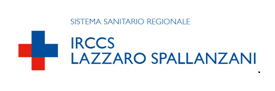 SISTEMA SANITARIO REGIONALE
IRCCS
LAZZARO SPALLANZANI